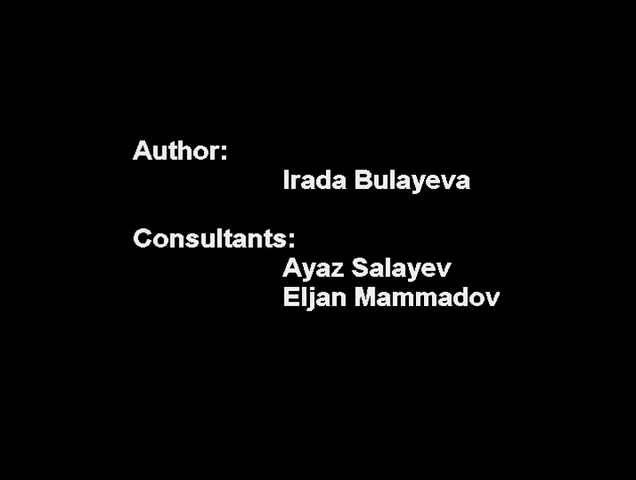 Author:
Irada Bulayeva
Consultants:
Ayaz Salayev
Eljan Mammadov